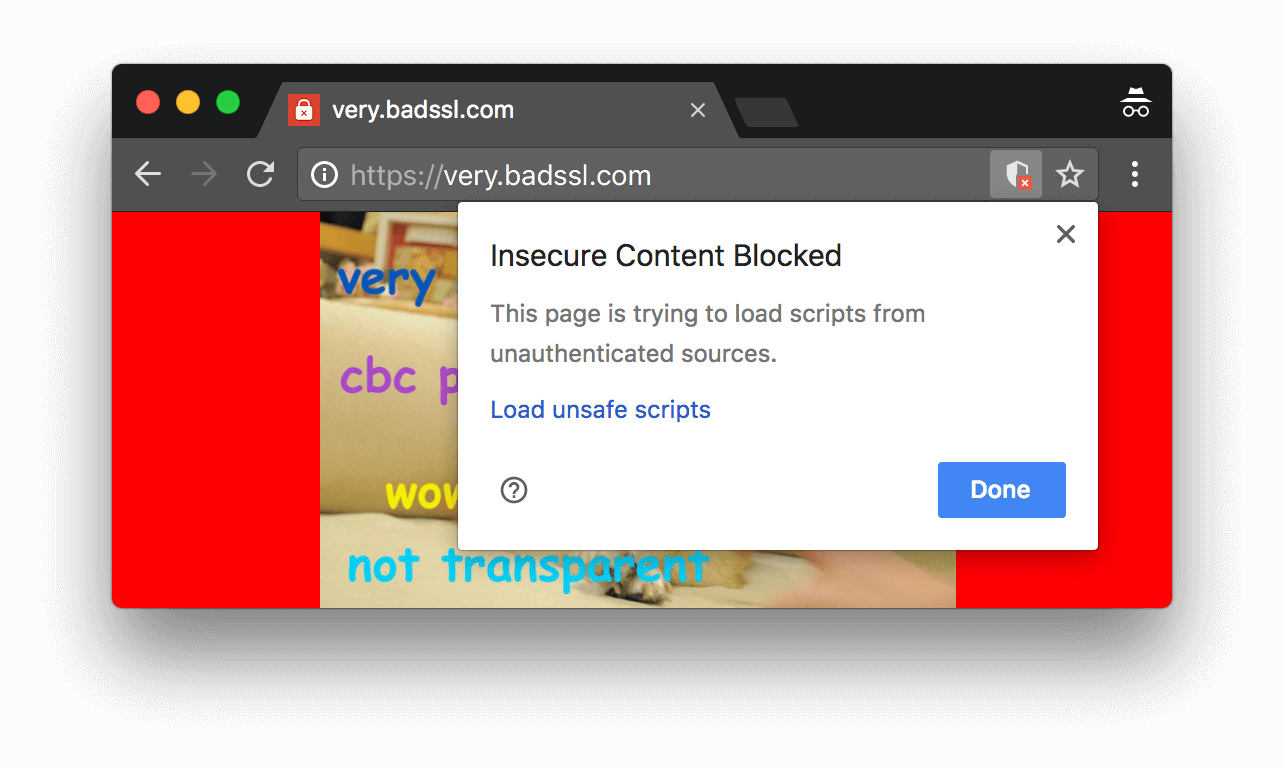 very.badssl.com
https://very.badssl.com
Insecure Content Blocked
This page is trying to load scripts from
unauthenticated sources.
Load unsafe scripts
Done
very
cbc
wow
not transparent